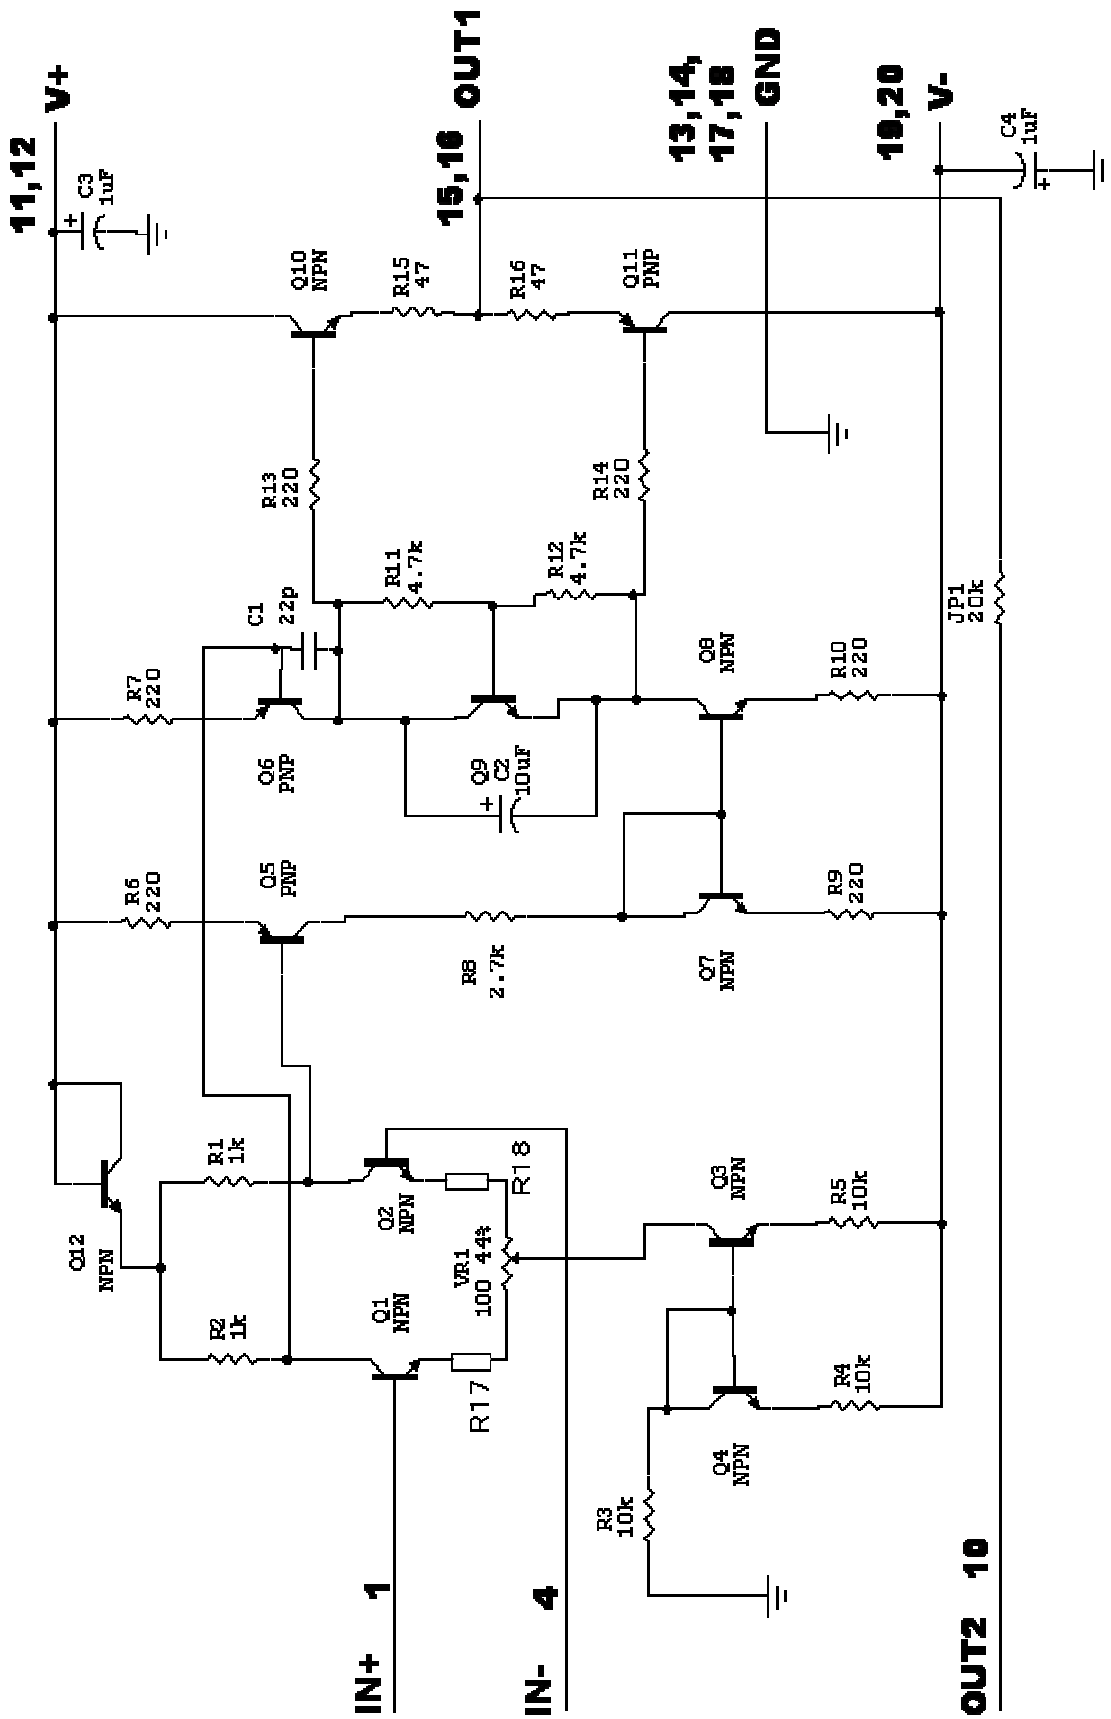 11,12
V+
C3
1uF
15,16
OUT1
13,14,
17,18
GND
19,20
V-
C4
1uF
Q10
NPN
R15
47
R16
47
Q11
PNP
R13
220
R14
220
C1
22p
R11
4.7k
R12
4.7k
JP1
20k
R7
220
Q6
PNP
Q9
C2
10uF
Q8
NPN
R10
220
R6
220
Q5
PNP
R8
2.7k
Q7
NPN
R9
220
Q12
NPN
R1
1k
R2
1k
Q2
NPN
R18
VR1
100 44%
Q1
NPN
R17
Q3
NPN
R5
10k
Q4
NPN
R4
10k
R3
10k
IN+ 1
IN- 4
OUT2 10